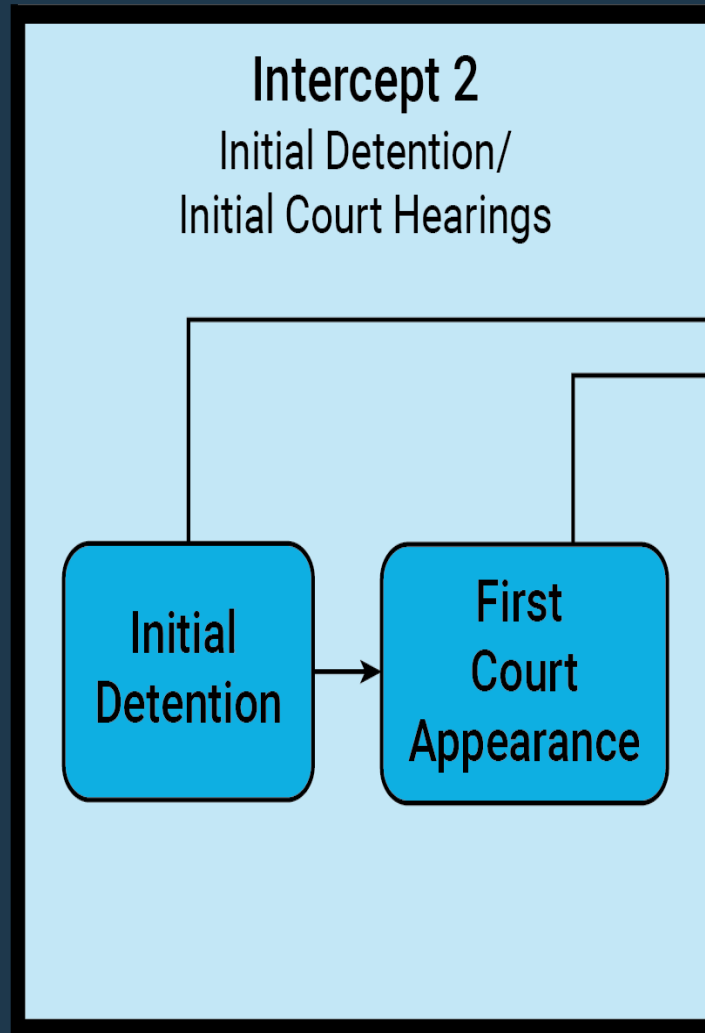 Intercept 2
Initial Detention/
Initial Court Hearings
Initial
Detention
First
Court
Appearance